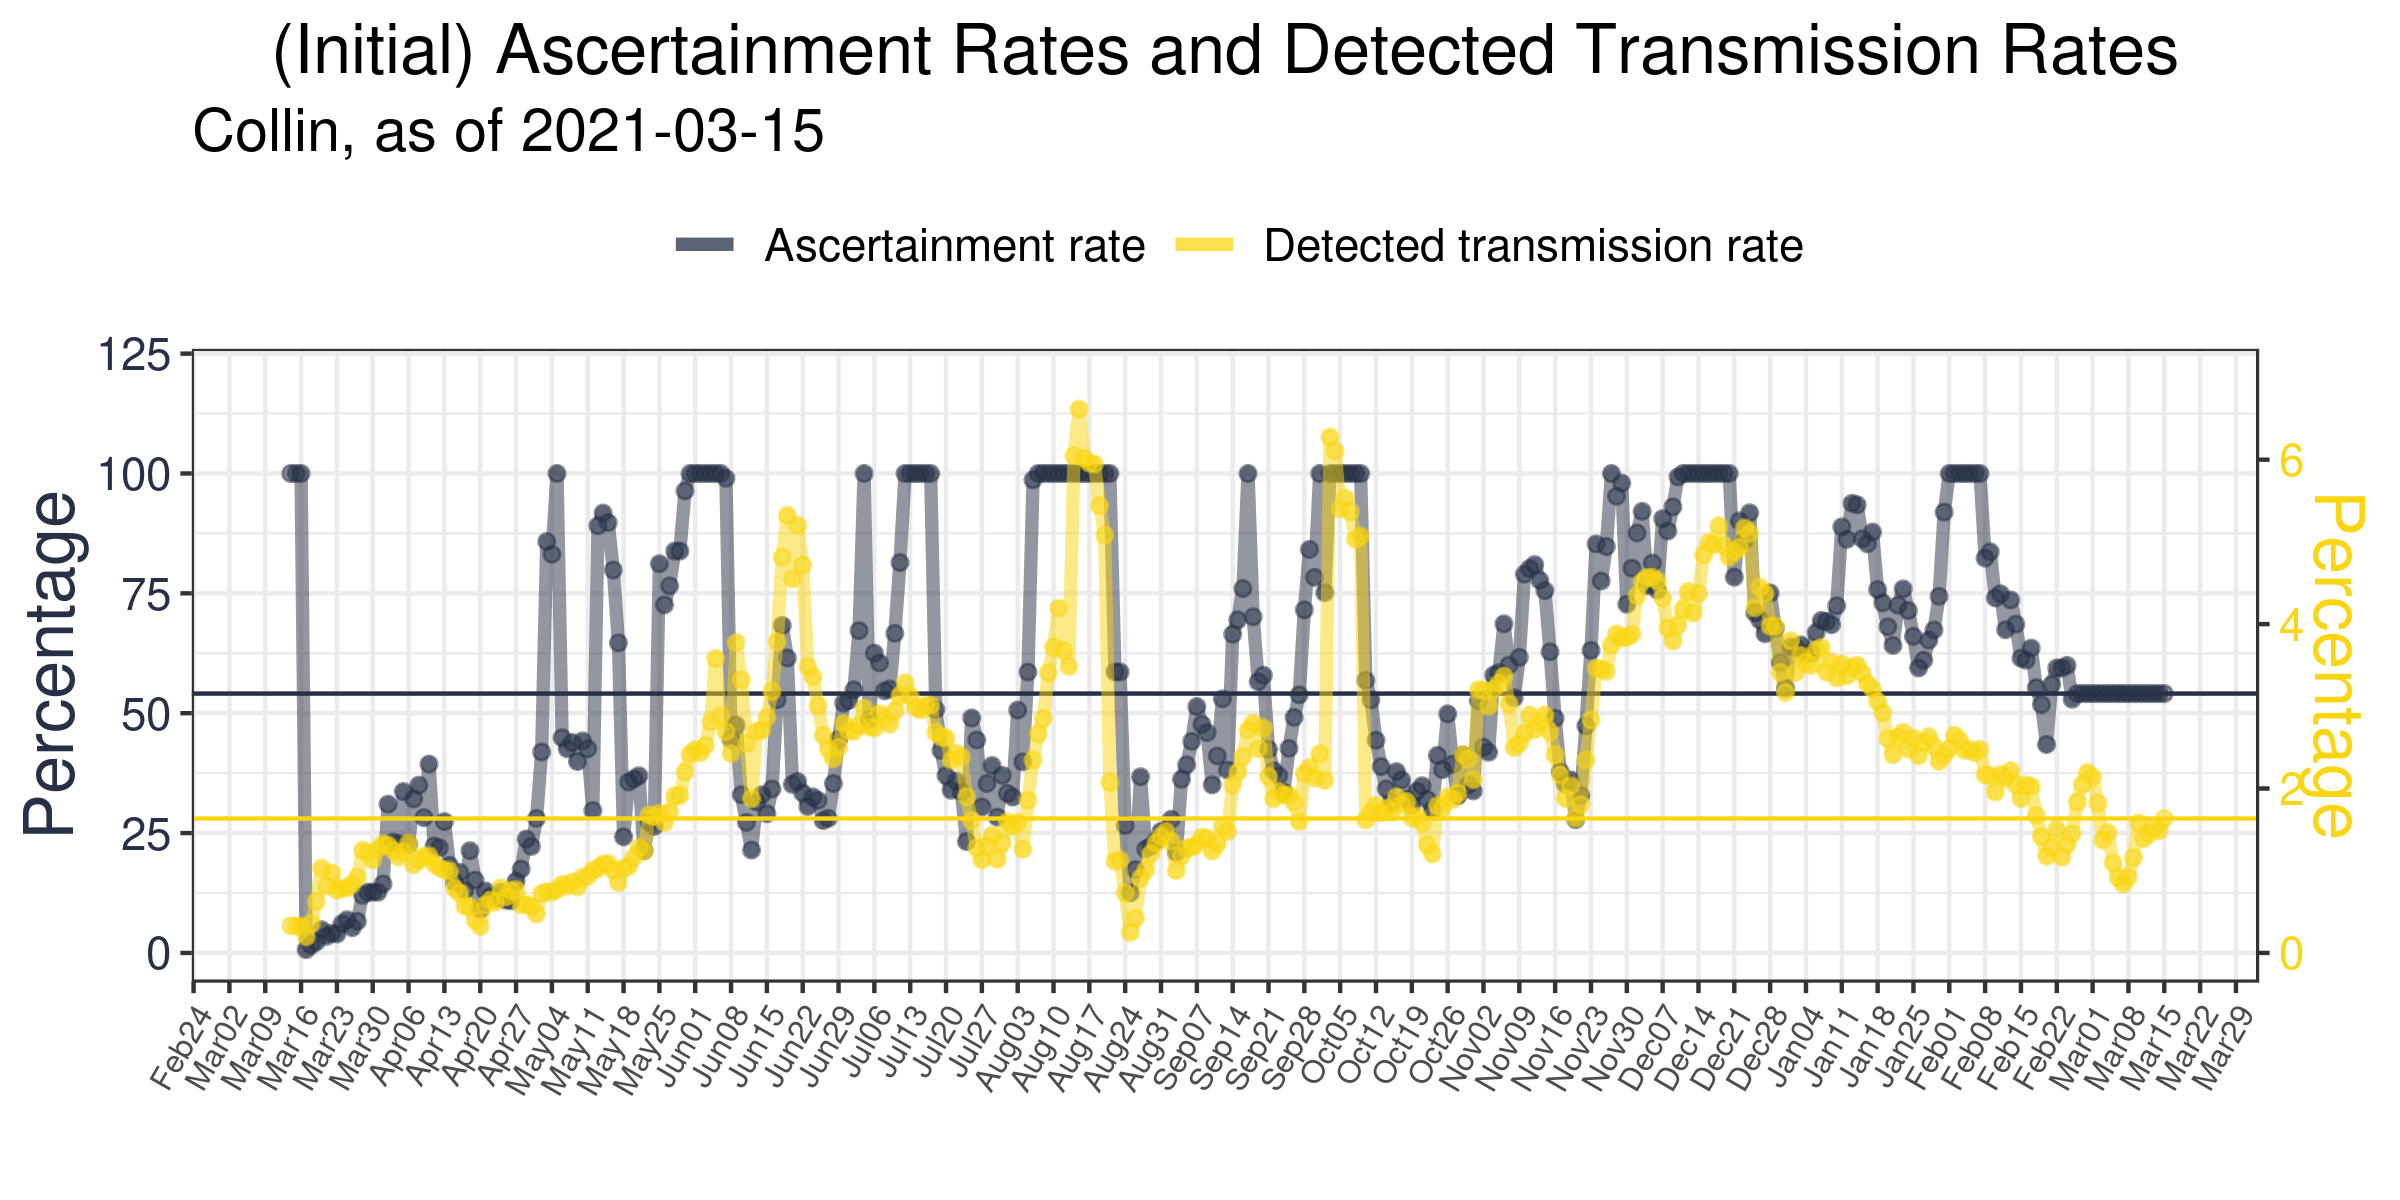 (Initial) Ascertainment Rates and Detected Transmission Rates
Collin, as of 2021-03-15
Ascertainment rate
Detected transmission rate
Percentage
125
100
75
50
25
0
6
4
2
0
Percentage
Feb24
Mar02
Mar09
Mar16
Mar23
Mar30
Apr06
Apr13
Apr20
Apr27
May04
May11
May18
May25
Jun01
Jun08
Jun15
Jun22
Jun29
Jul06
Jul13
Jul20
Jul27
Aug03
Aug10
Aug17
Aug24
Aug31
Sep07
Sep14
Sep21
Sep28
Oct05
Oct12
Oct19
Oct26
Nov02
Nov09
Nov16
Nov23
Nov30
Dec07
Dec14
Dec21
Dec28
Jan04
Jan11
Jan18
Jan25
Feb01
Feb08
Feb15
Feb22
Mar01
Mar08
Mar15
Mar22
Mar29